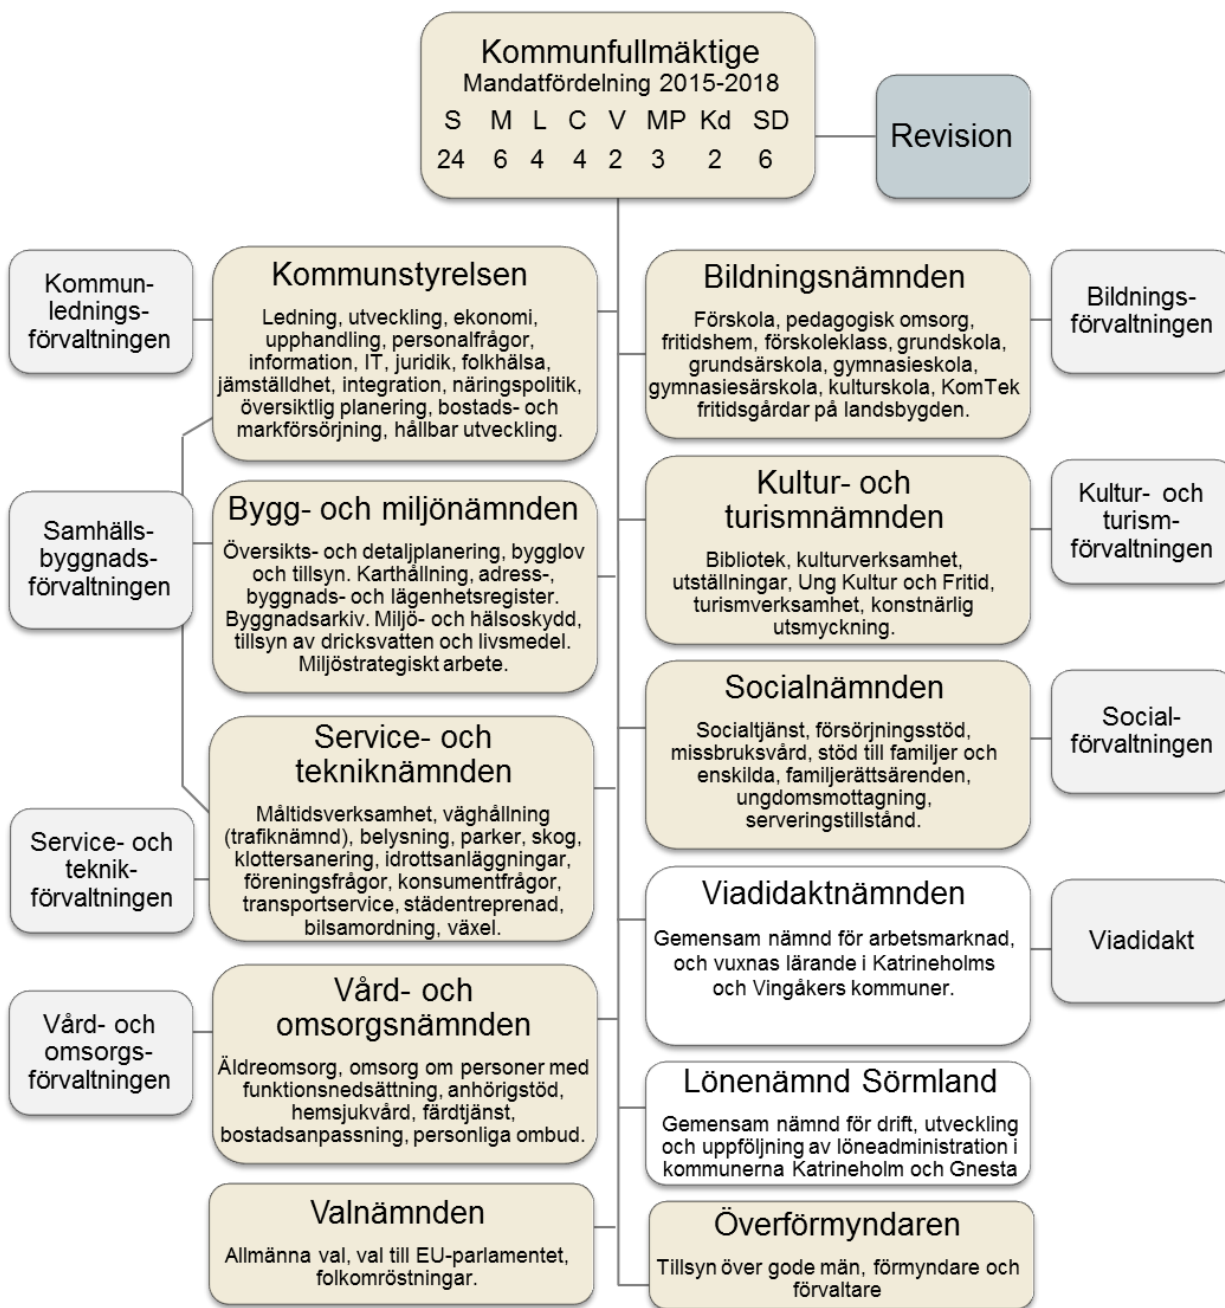 Kommunfullmäktige
Mandatfördelning 2015-2018
S M L C V MP Kd SD
24 6 4 4 2 3 2 6
Revision
Kommun-
lednings-
förvaltningen
Kommunstyrelsen
Ledning, utveckling, ekonomi,
upphandling, personalfrågor,
information, IT, juridik, folkhälsa,
jämställdhet, integration, näringspolitik,
översiktlig planering, bostads- och
markförsörjning, hållbar utveckling.
Bildningsnämnden
Förskola, pedagogisk omsorg,
fritidshem, förskoleklass, grundskola,
grundsärskola, gymnasieskola,
gymnasiesärskola, kulturskola, KomTek
fritidsgårdar på landsbygden.
Bildnings-
förvaltningen
Samhälls-
byggnads-
förvaltningen
Bygg- och miljönämnden
Översikts- och detaljplanering, bygglov
och tillsyn. Karthållning, adress-,
byggnads- och lägenhetsregister.
Byggnadsarkiv. Miljö- och hälsoskydd,
tillsyn av dricksvatten och livsmedel.
Miljöstrategiskt arbete.
Kultur- och
turismnämnden
Bibliotek, kulturverksamhet,
utställningar, Ung Kultur och Fritid,
turismverksamhet, konstnärlig
utsmyckning.
Kultur- och
turism-
förvaltningen
Service- och
tekniknämnden
Måltidsverksamhet, väghållning
(trafiknämnd), belysning, parker, skog,
klottersanering, idrottsanläggningar,
föreningsfrågor, konsumentfrågor,
transportservice, städentreprenad,
bilsamordning, växel.
Service- och
teknik-
förvaltningen
Socialnämnden
Socialtjänst, försörjningsstöd,
missbruksvård, stöd till familjer och
enskilda, familjerättsärenden,
ungdomsmottagning,
serveringstillstånd.
Social-
förvaltningen
Viadidaktnämnden
Gemensam nämnd för arbetsmarknad,
och vuxnas lärande i Katrineholms
och Vingåkers kommuner.
Viadidakt
Vård- och
omsorgs-
förvaltningen
Vård- och
omsorgsnämnden
Äldreomsorg, omsorg om personer med
funktionsnedsättning, anhörigstöd,
hemsjukvård, färdtjänst,
bostadsanpassning, personliga ombud.
Lönenämnd Sörmland
Gemensam nämnd för drift, utveckling
och uppföljning av löneadministration i
kommunerna Katrineholm och Gnesta
Valnämnden
Allmänna val, val till EU-parlamentet,
folkomröstningar.
Överförmyndaren
Tillsyn över gode män, förmyndare och
förvaltare